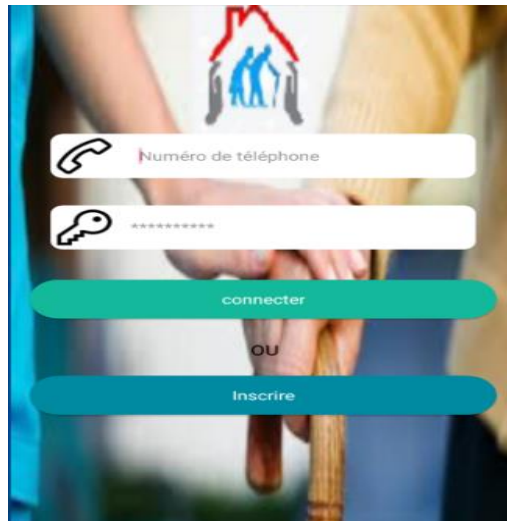 Numéro de téléphone
**********
connecter
OU
Inscrire